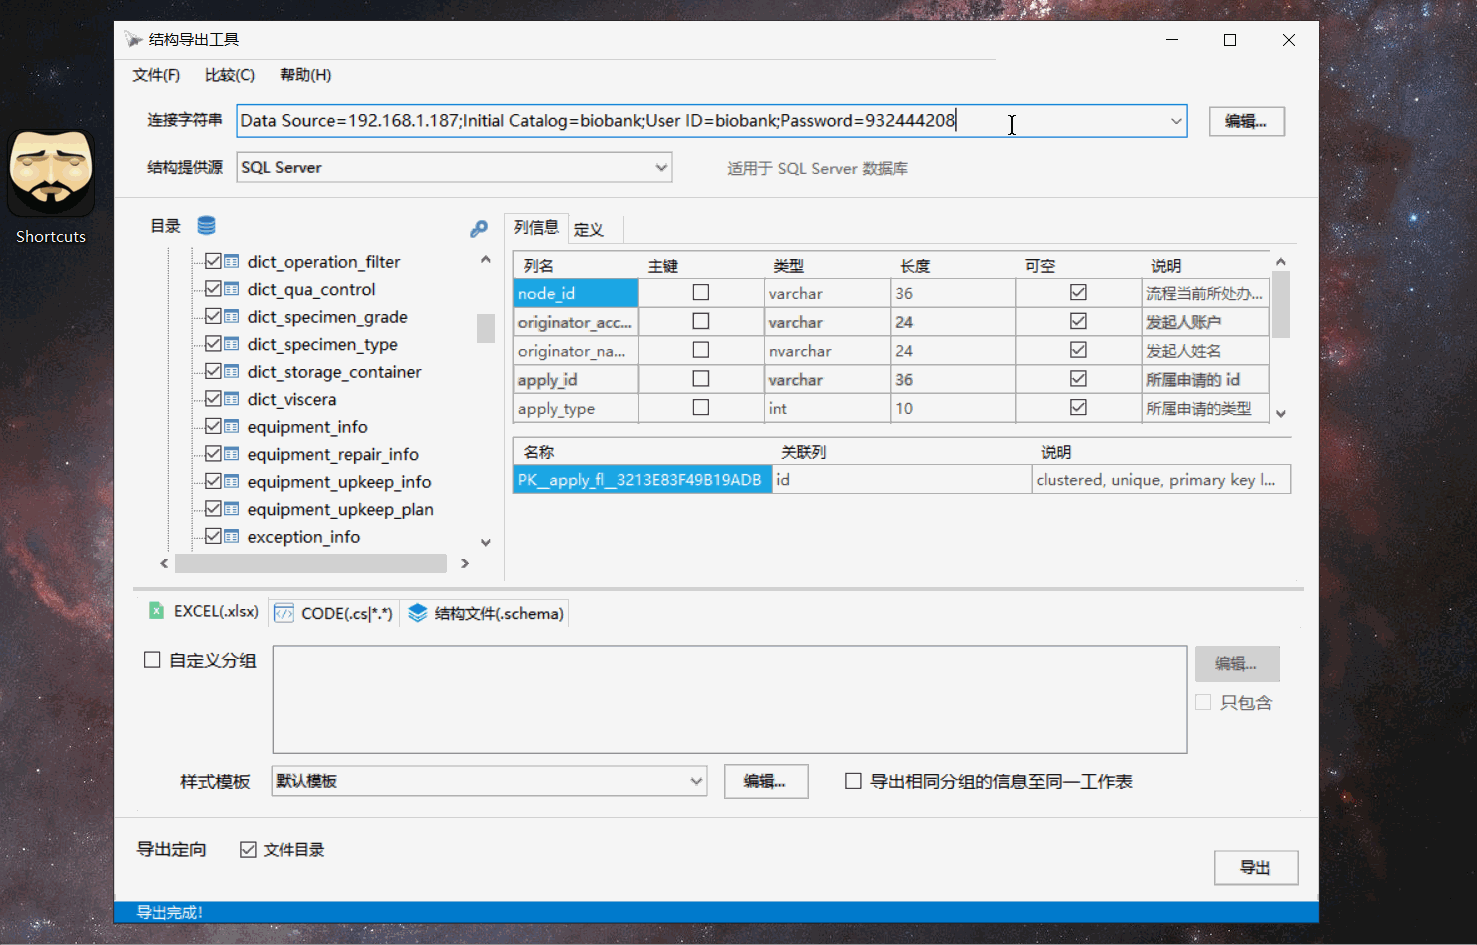 结构导出工具
文件(F) 比较(C) 帮助(H)
连接字符串 Data Source=192.168.1.187;Initial Catalog=biobank;User ID=biobank;Password=932444208 编辑...
结构提供源 SQL Server 适用于 SQL Server 数据库
Shortcuts
目录
dict_operation_filter
dict_qua_control
dict_specimen_grade
dict_specimen_type
dict_storage_container
dict_viscera
equipment_info
equipment_repair_info
equipment_upkeep_info
equipment_upkeep_plan
exception_info
列信息 定义
列名 主键 类型 长度 可空 说明
node_id varchar 36 流程当前所处办...
originator_acc... varchar 24 发起人账户
originator_na... nvarchar 24 发起人姓名
apply_id varchar 36 所属申请的 id
apply_type int 10 所属申请的类型
名称 关联列 说明
PK__apply_fl__3213E83F49B19ADB id clustered, unique, primary key l...
EXCEL(.xlsx) CODE(.cs|*.*) 结构文件(.schema)
自定义分组 编辑...
只包含
样式模板 默认模板 编辑... 导出相同分组的信息至同一工作表
导出定向 文件目录
导出
导出完成!